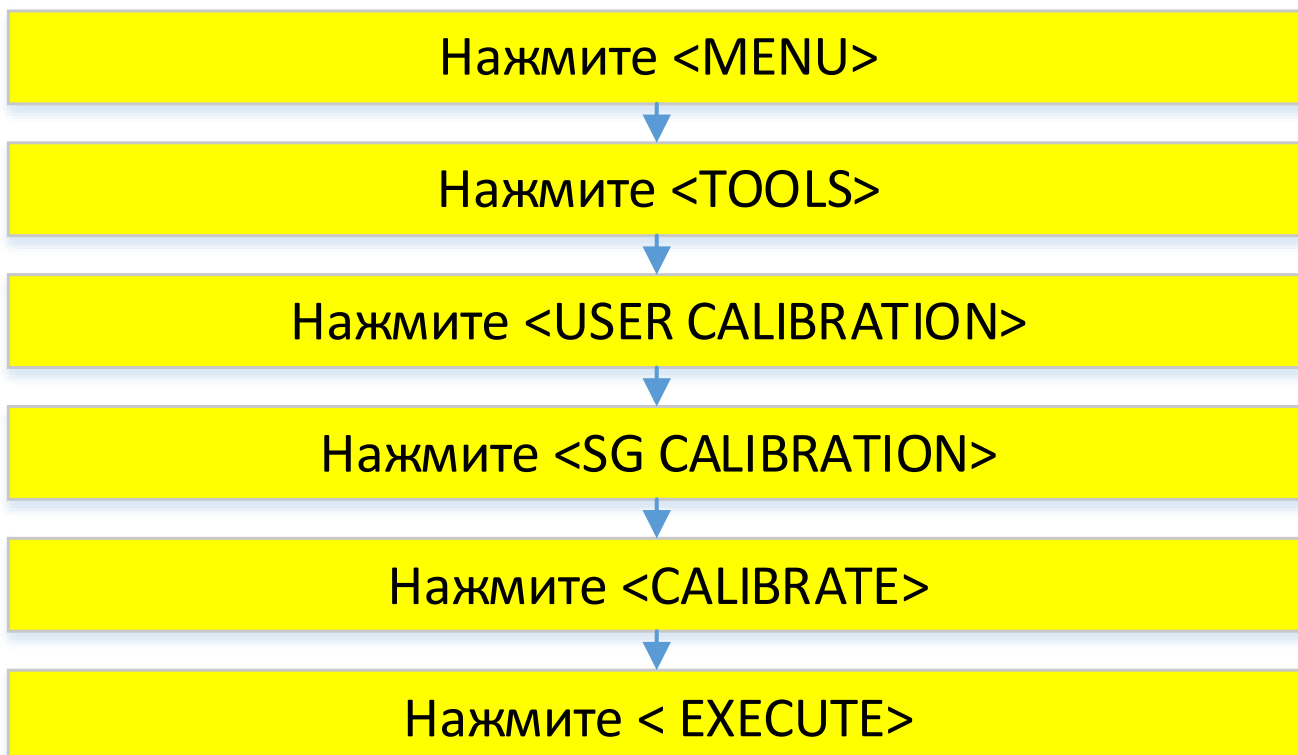 Нажмите <MENU>
Нажмите <TOOLS>
Нажмите <USER CALIBRATION>
Нажмите <SG CALIBRATION>
Нажмите <CALIBRATE>
Нажмите < EXECUTE>